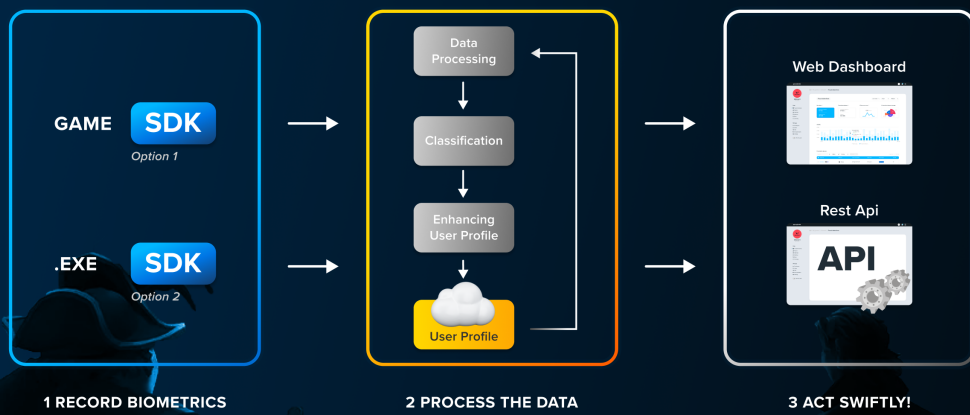 GAME
SDK
Option 1
.EXE
SDK
Option 2
1 RECORD BIOMETRICS
Data
Processing
Classification
Enhancing
User Profile
User Profile
2 PROCESS THE DATA
Web Dashboard
Rest Api
API
3 ACT SWIFTLY!